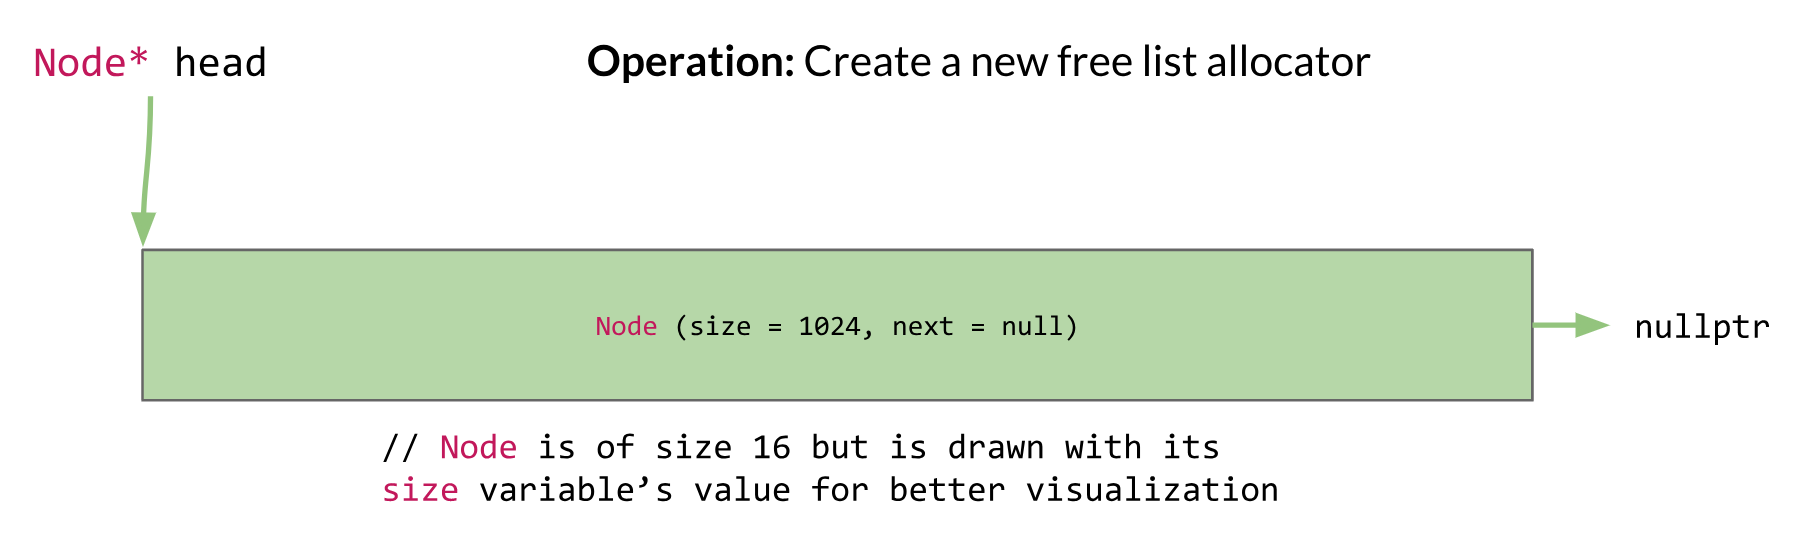 Node* head
Operation: Create a new free list allocator
Node (size = 1024, next = null)
nullptr
// Node is of size 16 but is drawn with its
size variable’s value for better visualization